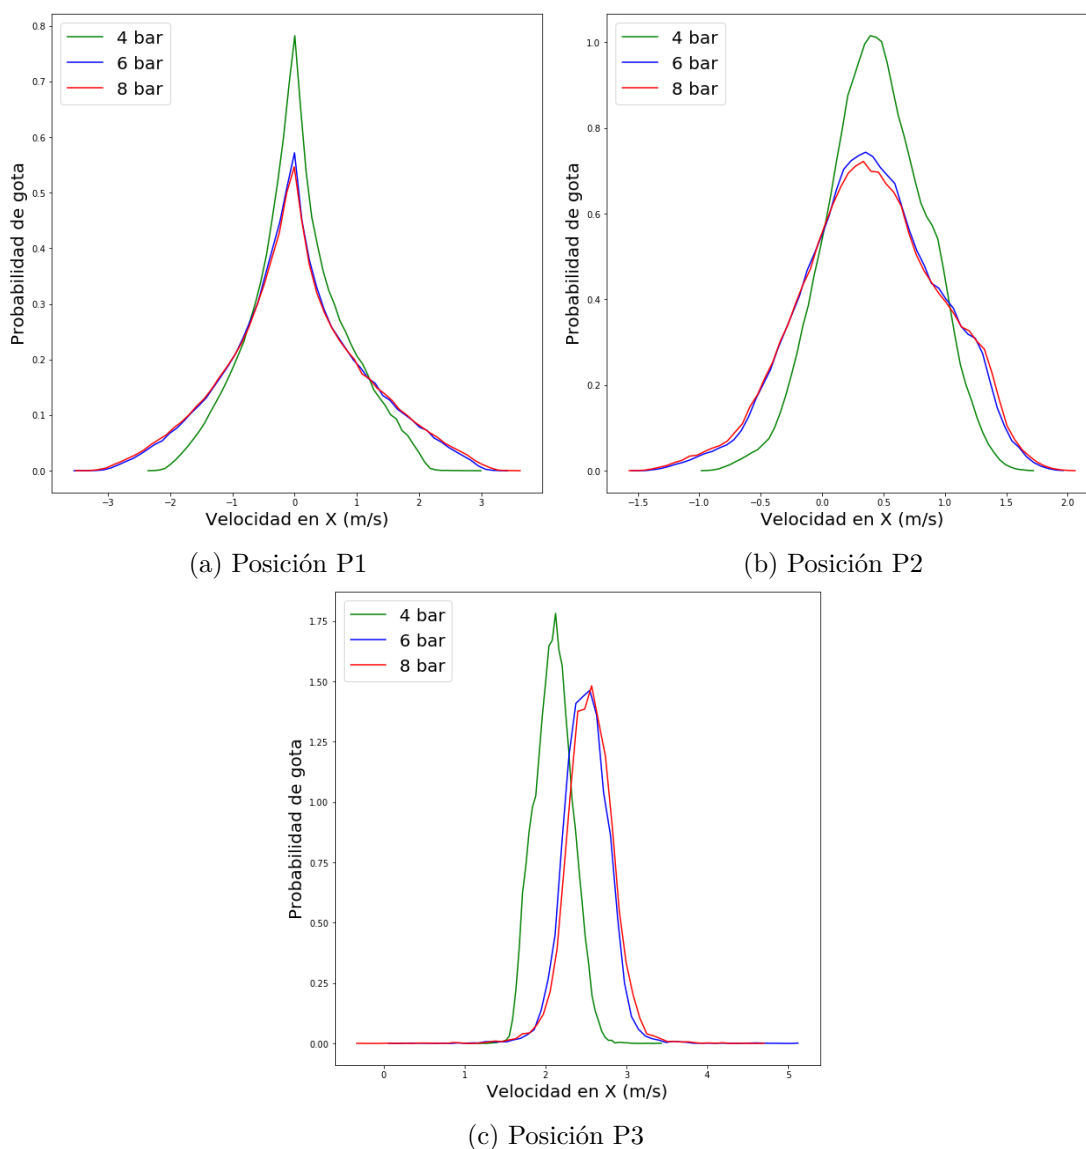 4 bar
6 bar
8 bar
0.8
0.7
0.6
0.5
0.4
0.3
0.2
0.1
0.0
Probabilidad de gota
−3 −2 −1 0 1 2 3
Velocidad en X (m/s)
(a) Posición P1
4 bar
6 bar
8 bar
1.0
0.8
0.6
0.4
0.2
0.0
Probabilidad de gota
−1.5 −1.0 −0.5 0.0 0.5 1.0 1.5 2.0
Velocidad en X (m/s)
(b) Posición P2
4 bar
6 bar
8 bar
1.75
1.50
1.25
1.00
0.75
0.50
0.25
0.00
Probabilidad de gota
0 1 2 3 4 5
Velocidad en X (m/s)
(c) Posición P3